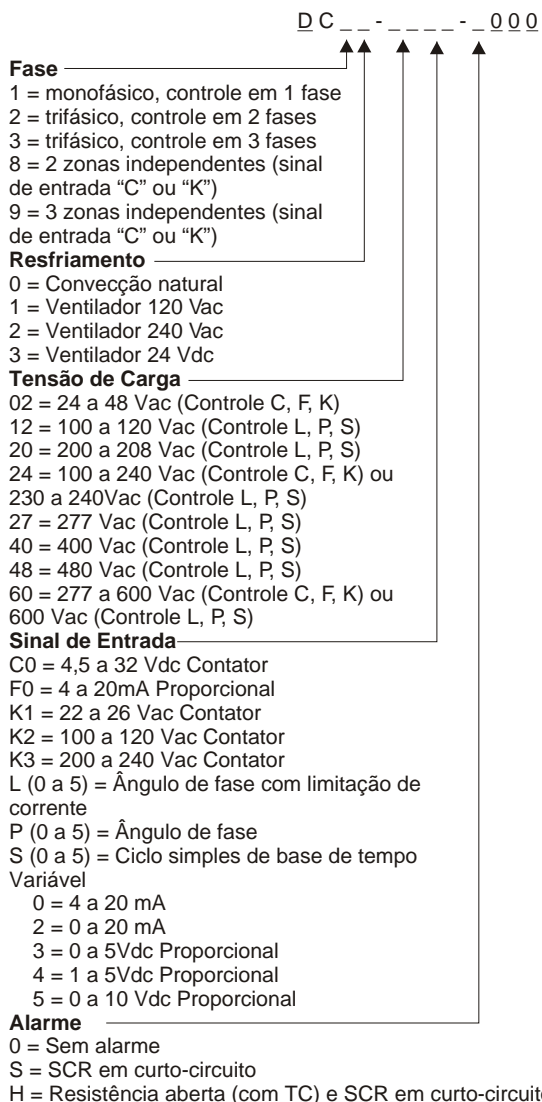 D C _ _ - _ _ _ _ - _ 0 0 0
Fase
1 = monofásico, controle em 1 fase
2 = trifásico, controle em 2 fases
3 = trifásico, controle em 3 fases
8 = 2 zonas independentes (sinal
de entrada “C” ou “K”)
9 = 3 zonas independentes (sinal
de entrada “C” ou “K”)
Resfriamento
0 = Convecção natural
1 = Ventilador 120 Vac
2 = Ventilador 240 Vac
3 = Ventilador 24 Vdc
Tensão de Carga
02 = 24 a 48 Vac (Controle C, F, K)
12 = 100 a 120 Vac (Controle L, P, S)
20 = 200 a 208 Vac (Controle L, P, S)
24 = 100 a 240 Vac (Controle C, F, K) ou
230 a 240Vac (Controle L, P, S)
27 = 277 Vac (Controle L, P, S)
40 = 400 Vac (Controle L, P, S)
48 = 480 Vac (Controle L, P, S)
60 = 277 a 600 Vac (Controle C, F, K) ou
600 Vac (Controle L, P, S)
Sinal de Entrada
C0 = 4,5 a 32 Vdc Contator
F0 = 4 a 20mA Proporcional
K1 = 22 a 26 Vac Contator
K2 = 100 a 120 Vac Contator
K3 = 200 a 240 Vac Contator
L (0 a 5) = Ângulo de fase com limitação de
corrente
P (0 a 5) = Ângulo de fase
S (0 a 5) = Ciclo simples de base de tempo
Variável
0 = 4 a 20 mA
2 = 0 a 20 mA
3 = 0 a 5Vdc Proporcional
4 = 1 a 5Vdc Proporcional
5 = 0 a 10 Vdc Proporcional
Alarme
0 = Sem alarme
S = SCR em curto-circuito
H = Resistência aberta (com TC) e SCR em curto-circuito